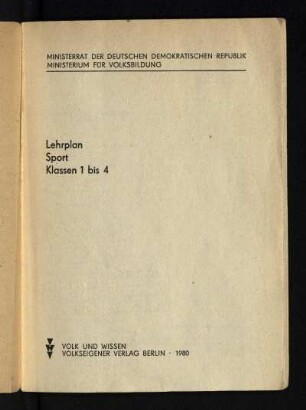 MINISTERRAT DER DEUTSCHEN DEMOKRATISCHEN REPUBLIK
MINISTERIUM FÜR VOLKSBILDUNG
Lehrplan
Sport
Klassen 1 bis 4
VOLK UND WISSEN
VOLKSEIGENER VERLAG BERLIN · 1980